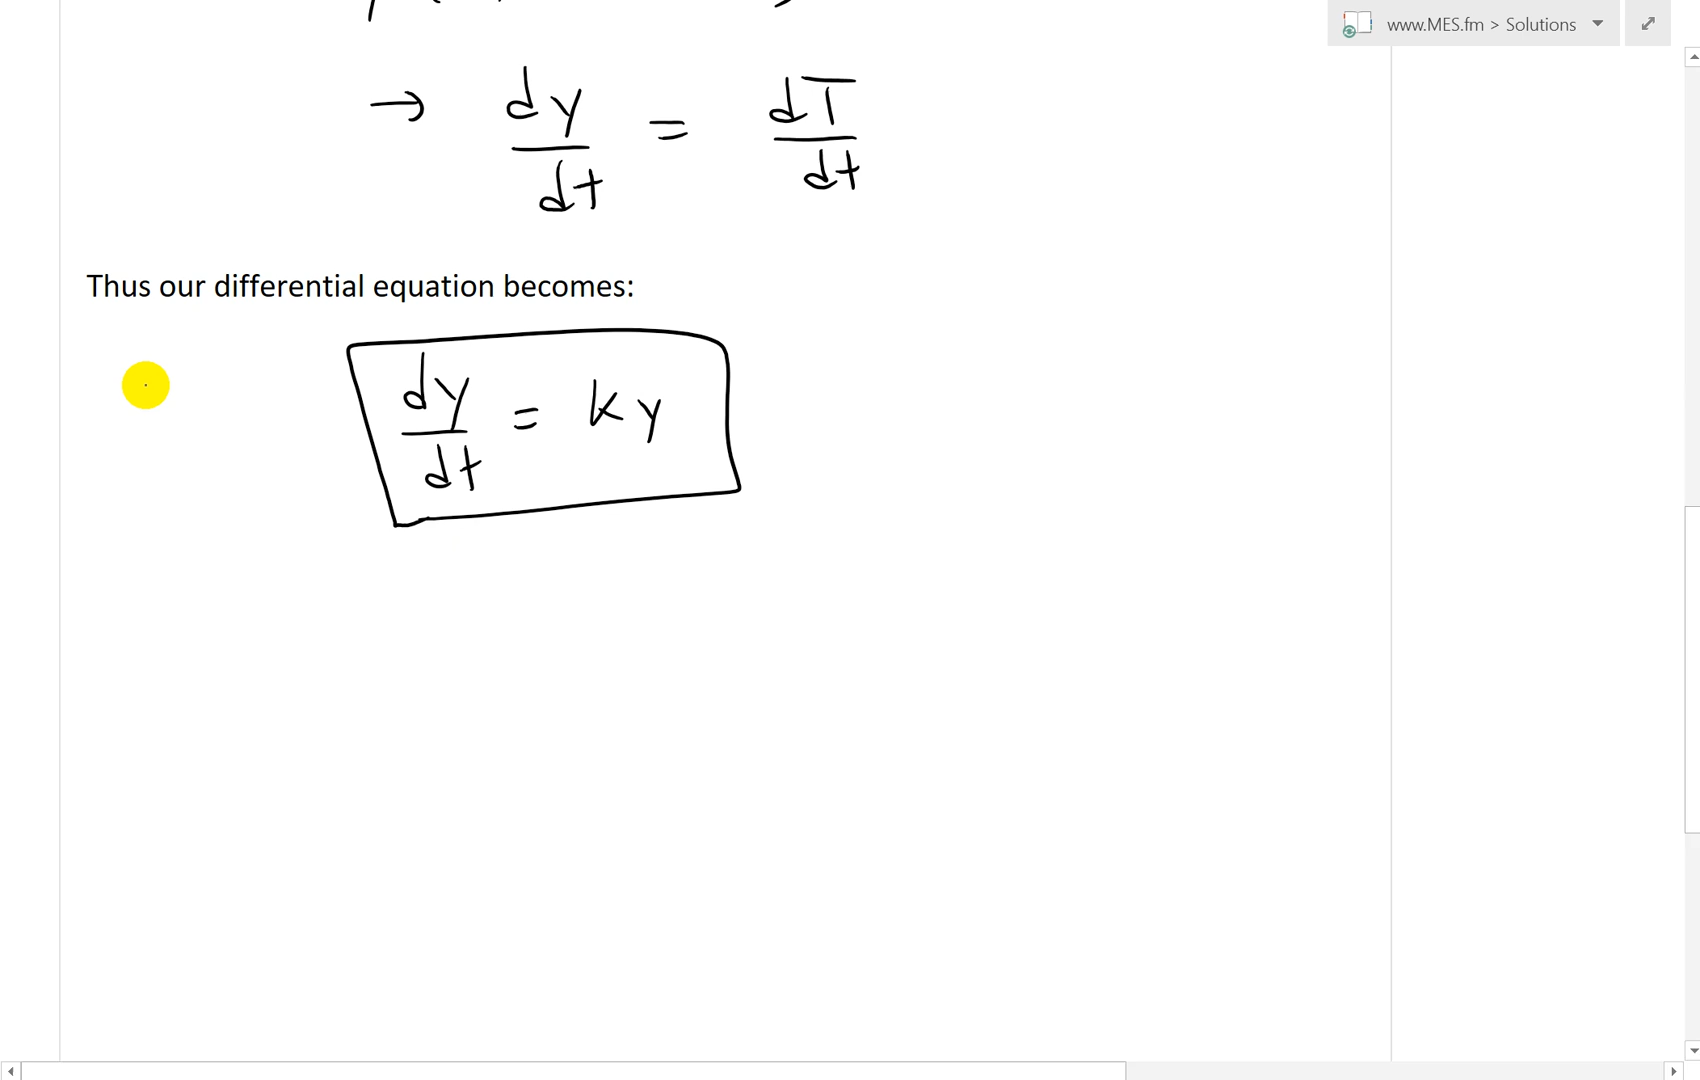 www.MES.fm > Solutions
→ dy/dt = dT/dt
Thus our differential equation becomes:
dy/dt = ky